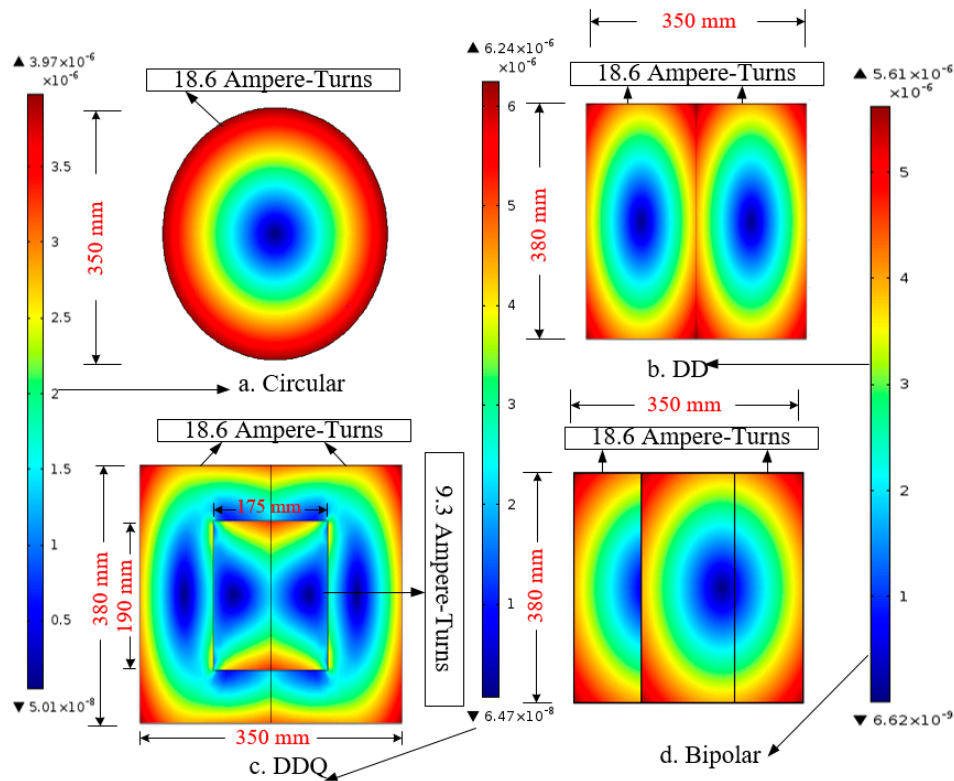 ▲ 3.97×10⁻⁶
×10⁻⁶
3.5
3
2.5
2
1.5
1
0.5
▼ 5.01×10⁻⁸
18.6 Ampere-Turns
350 mm
a. Circular
▲ 6.24×10⁻⁶
×10⁻⁶
6
5
4
3
2
1
▼ 6.47×10⁻⁸
350 mm
18.6 Ampere-Turns
380 mm
b. DD
▲ 5.61×10⁻⁶
×10⁻⁶
5
4
3
2
1
▼ 6.62×10⁻⁹
18.6 Ampere-Turns
175 mm
380 mm
190 mm
9.3 Ampere-Turns
350 mm
c. DDQ
350 mm
18.6 Ampere-Turns
380 mm
d. Bipolar